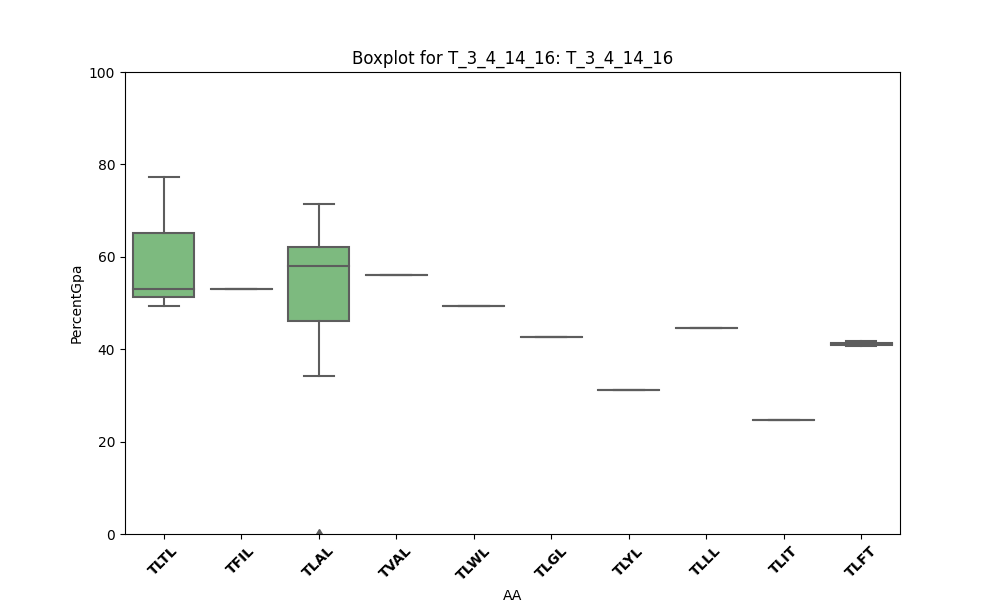 Boxplot for T_3_4_14_16: T_3_4_14_16
PercentGpa
100
80
60
40
20
0
TLTL TFIL TLAL TVAL TLWL TLGL TLYL TLLL TLIT TLFT
AA